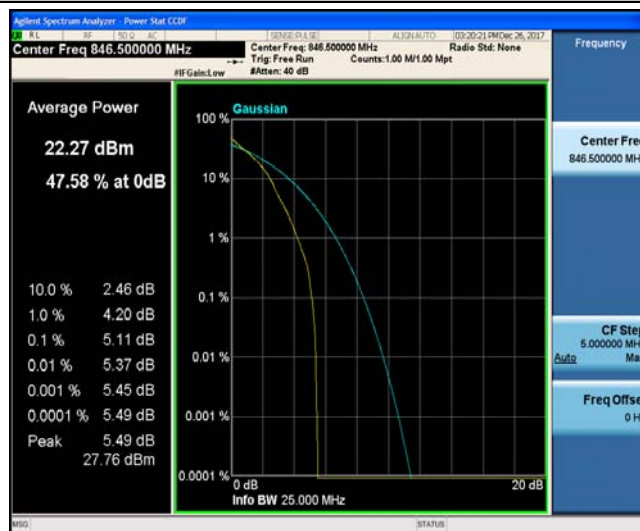 Agilent Spectrum Analyzer - Power Stat CCDF
RL RF 50 Ω AC SENSE:PULSE ALIGN AUTO 03:20:21 PM Dec 26, 2017
Center Freq 846.500000 MHz
Center Freq: 846.500000 MHz Radio Std: None
Trig: Free Run Counts:1.00 M/1.00 Mpt
#IFGain:Low #Atten: 40 dB
Frequency
Average Power
22.27 dBm
47.58 % at 0dB
10.0 % 2.46 dB
1.0 % 4.20 dB
0.1 % 5.11 dB
0.01 % 5.37 dB
0.001 % 5.45 dB
0.0001 % 5.49 dB
Peak 5.49 dB
27.76 dBm
Gaussian
100 %
10 %
1 %
0.1 %
0.01 %
0.001 %
0.0001 %
0 dB 20 dB
Info BW 25.000 MHz
Center Fre
846.500000 MH
CF Step
5.000000 MH
Auto Ma
Freq Offse
0 H
MSG STATUS